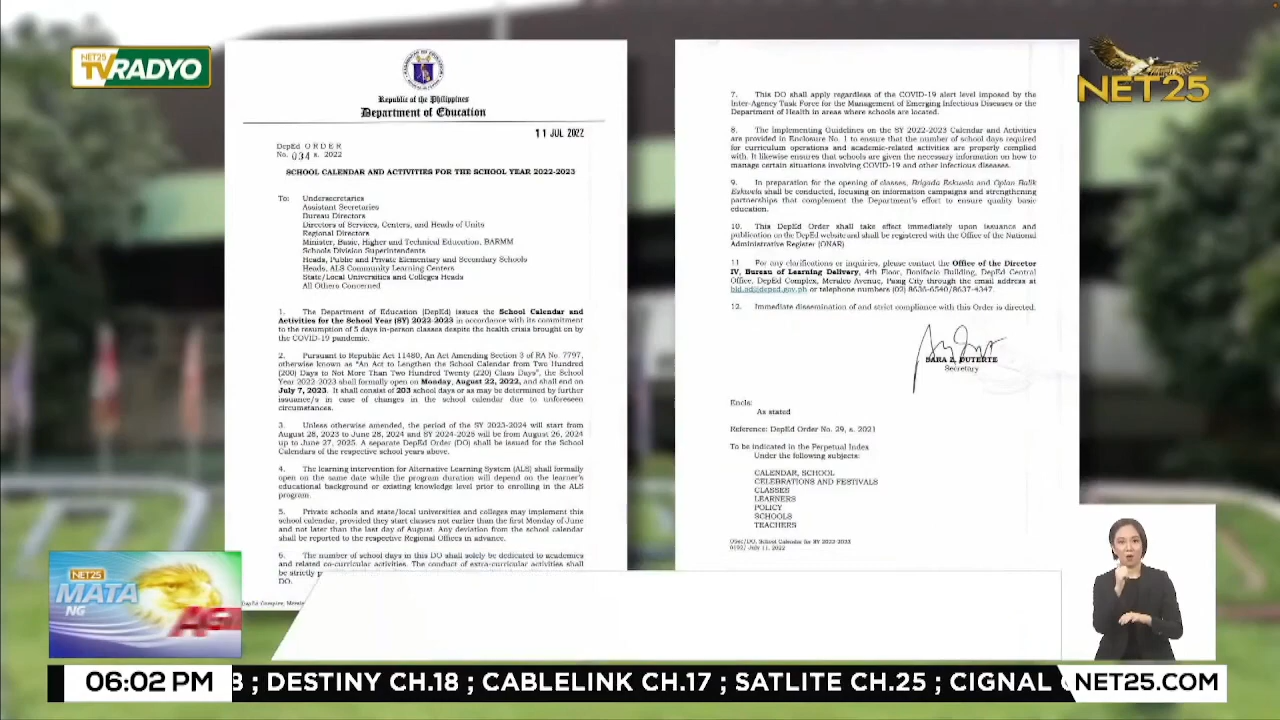 NET25
TVRADYO
NET25
Republic of the Philippines
Department of Education
11 JUL 2022
DepEd ORDER
No. 034 s. 2022
SCHOOL CALENDAR AND ACTIVITIES FOR THE SCHOOL YEAR 2022-2023
To: Undersecretaries
Assistant Secretaries
Bureau Directors
Directors of Services, Centers, and Heads of Units
Regional Directors
Minister, Basic, Higher and Technical Education, BARMM
Schools Division Superintendents
Heads, Public and Private Elementary and Secondary Schools
Heads, ALS Community Learning Centers
State/Local Universities and Colleges Heads
All Others Concerned
1. The Department of Education (DepEd) issues the School Calendar and
Activities for the School Year (SY) 2022-2023 in accordance with its commitment
to the resumption of 5 days in-person classes despite the health crisis brought on by
the COVID-19 pandemic.
2. Pursuant to Republic Act 11480, An Act Amending Section 3 of RA No. 7797,
otherwise known as "An Act to Lengthen the School Calendar from Two Hundred
(200) Days to Not More Than Two Hundred Twenty (220) Class Days", the School
Year 2022-2023 shall formally open on Monday, August 22, 2022, and shall end on
July 7, 2023. It shall consist of 203 school days or as may be determined by further
issuance/s in case of changes in the school calendar due to unforeseen
circumstances.
3. Unless otherwise amended, the period of the SY 2023-2024 will start from
August 28, 2023 to June 28, 2024 and SY 2024-2025 will be from August 26, 2024
up to June 27, 2025. A separate DepEd Order (DO) shall be issued for the School
Calendars of the respective school years above.
4. The learning intervention for Alternative Learning System (ALS) shall formally
open on the same date while the program duration will depend on the learner's
educational background or existing knowledge level prior to enrolling in the ALS
program.
5. Private schools and state/local universities and colleges may implement this
school calendar, provided they start classes not earlier than the first Monday of June
and not later than the last day of August. Any deviation from the school calendar
shall be reported to the respective Regional Offices in advance.
6. The number of school days in this DO shall solely be dedicated to academics
and related co-curricular activities. The conduct of extra-curricular activities shall
be strictly p
DO.
DepEd Complex, Meralc
7. This DO shall apply regardless of the COVID-19 alert level imposed by the
Inter-Agency Task Force for the Management of Emerging Infectious Diseases or the
Department of Health in areas where schools are located.
8. The Implementing Guidelines on the SY 2022-2023 Calendar and Activities
are provided in Enclosure No. 1 to ensure that the number of school days required
for curriculum operations and academic-related activities are properly complied
with. It likewise ensures that schools are given the necessary information on how to
manage certain situations involving COVID-19 and other infectious diseases.
9. In preparation for the opening of classes, Brigada Eskwela and Oplan Balik
Eskwela shall be conducted, focusing on information campaigns and strengthening
partnerships that complement the Department's effort to ensure quality basic
education.
10. This DepEd Order shall take effect immediately upon issuance and
publication on the DepEd website and shall be registered with the Office of the National
Administrative Register (ONAR)
11 For any clarifications or inquiries, please contact the Office of the Director
IV, Bureau of Learning Delivery, 4th Floor, Bonifacio Building, DepEd Central
Office, DepEd Complex, Meralco Avenue, Pasig City through the email address at
bld.od@deped.gov.ph or telephone numbers (02) 8636-6540/8637-4347.
12. Immediate dissemination of and strict compliance with this Order is directed.
SARA Z. DUTERTE
Secretary
Encls:
As stated
Reference: DepEd Order No. 29, s. 2021
To be indicated in the Perpetual Index
Under the following subjects:
CALENDAR, SCHOOL
CELEBRATIONS AND FESTIVALS
CLASSES
LEARNERS
POLICY
SCHOOLS
TEACHERS
OSec/DO, School Calendar for SY 2022-2023
0192/ July 11, 2022
NET25
MATA
NG
06:02 PM
; DESTINY CH.18 ; CABLELINK CH.17 ; SATLITE CH.25 ; CIGNAL
NET25.COM